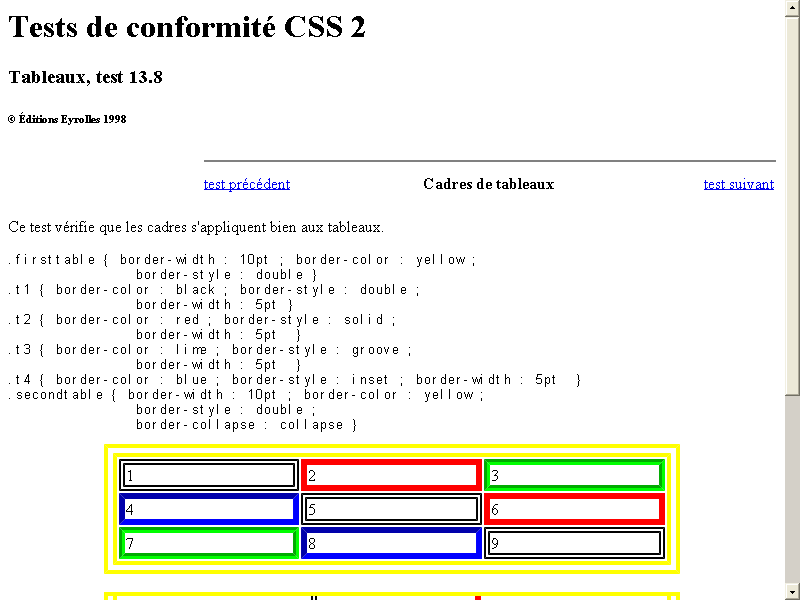 Tests de conformité CSS 2
Tableaux, test 13.8
© Éditions Eyrolles 1998
test précédent Cadres de tableaux test suivant
Ce test vérifie que les cadres s'appliquent bien aux tableaux.
.firsttable { border-width : 10pt ; border-color : yellow ;
border-style : double }
.t1 { border-color : black ; border-style : double ;
border-width : 5pt }
.t2 { border-color : red ; border-style : solid ;
border-width : 5pt }
.t3 { border-color : lime ; border-style : groove ;
border-width : 5pt }
.t4 { border-color : blue ; border-style : inset ; border-width : 5pt }
.secondtable { border-width : 10pt ; border-color : yellow ;
border-style : double ;
border-collapse : collapse }
1 2 3
4 5 6
7 8 9